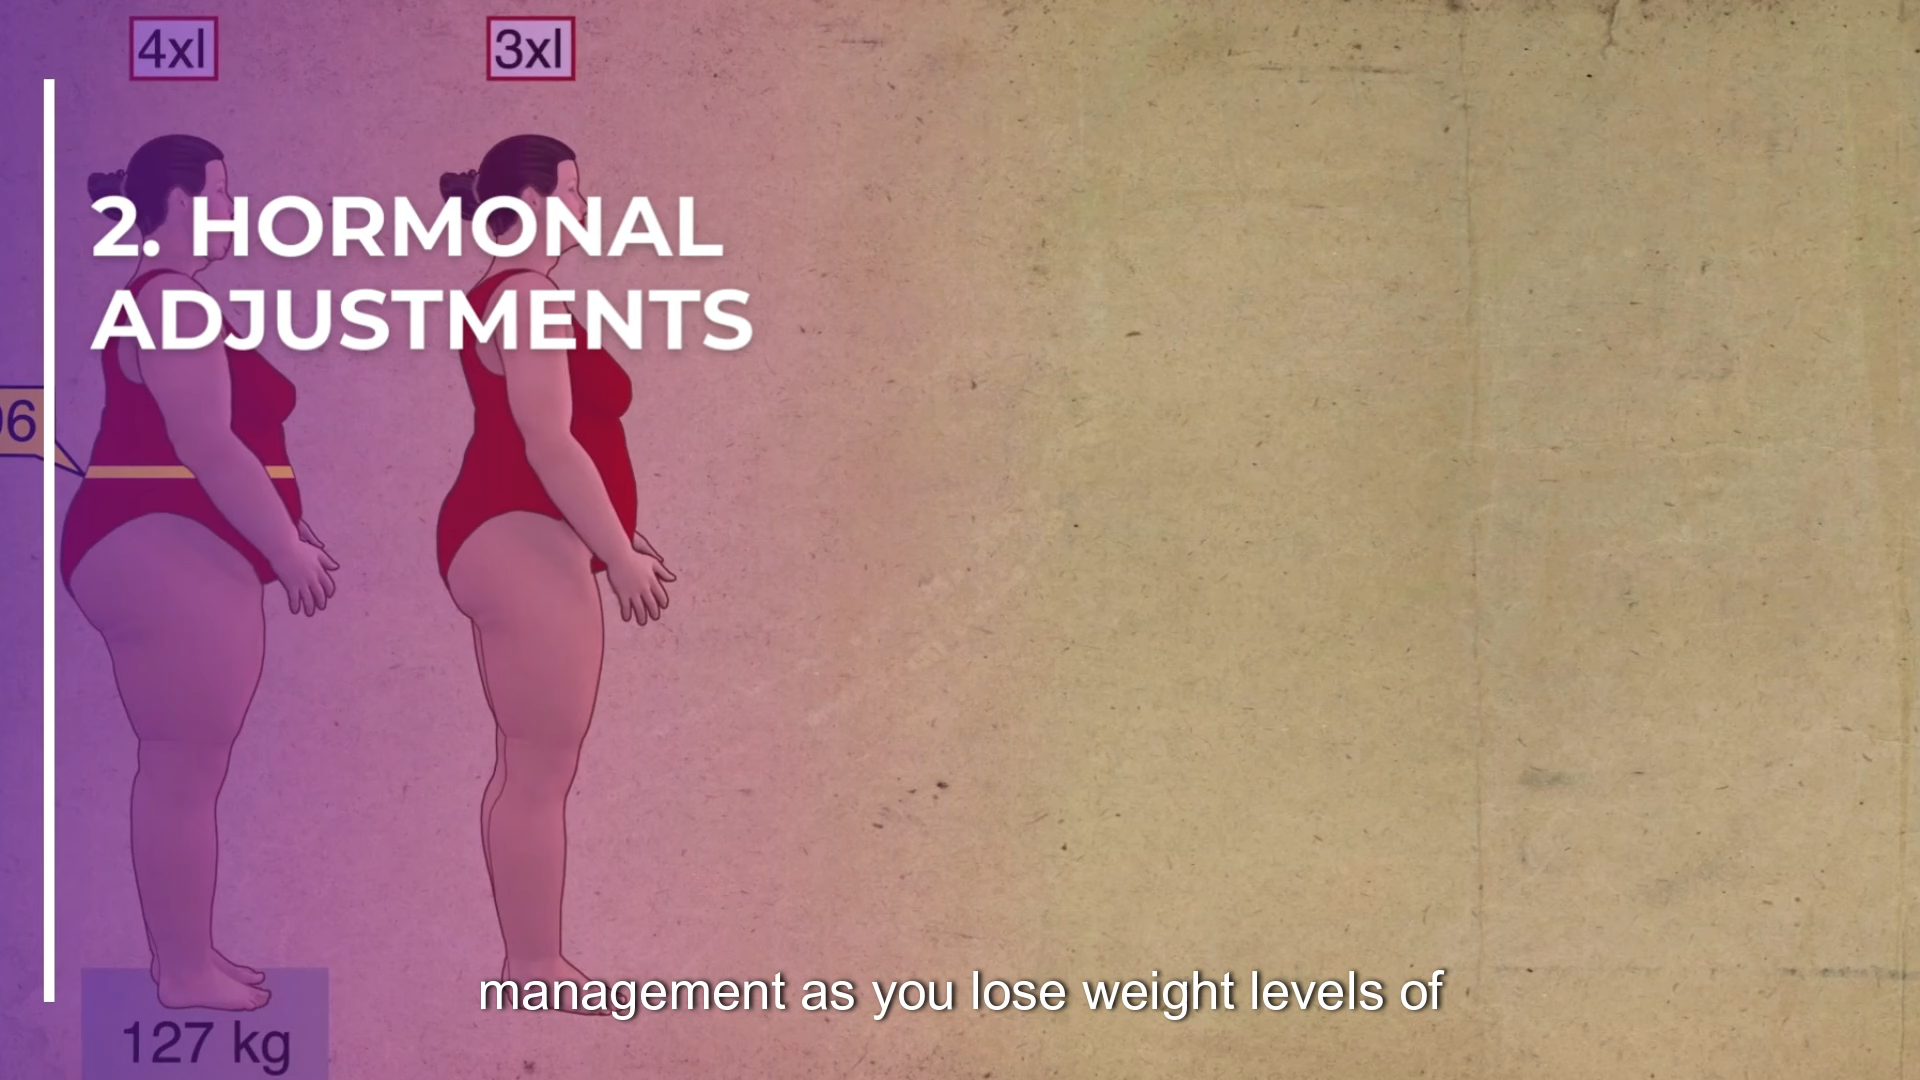 4xl
3xl
2. HORMONAL
ADJUSTMENTS
management as you lose weight levels of
127 kg